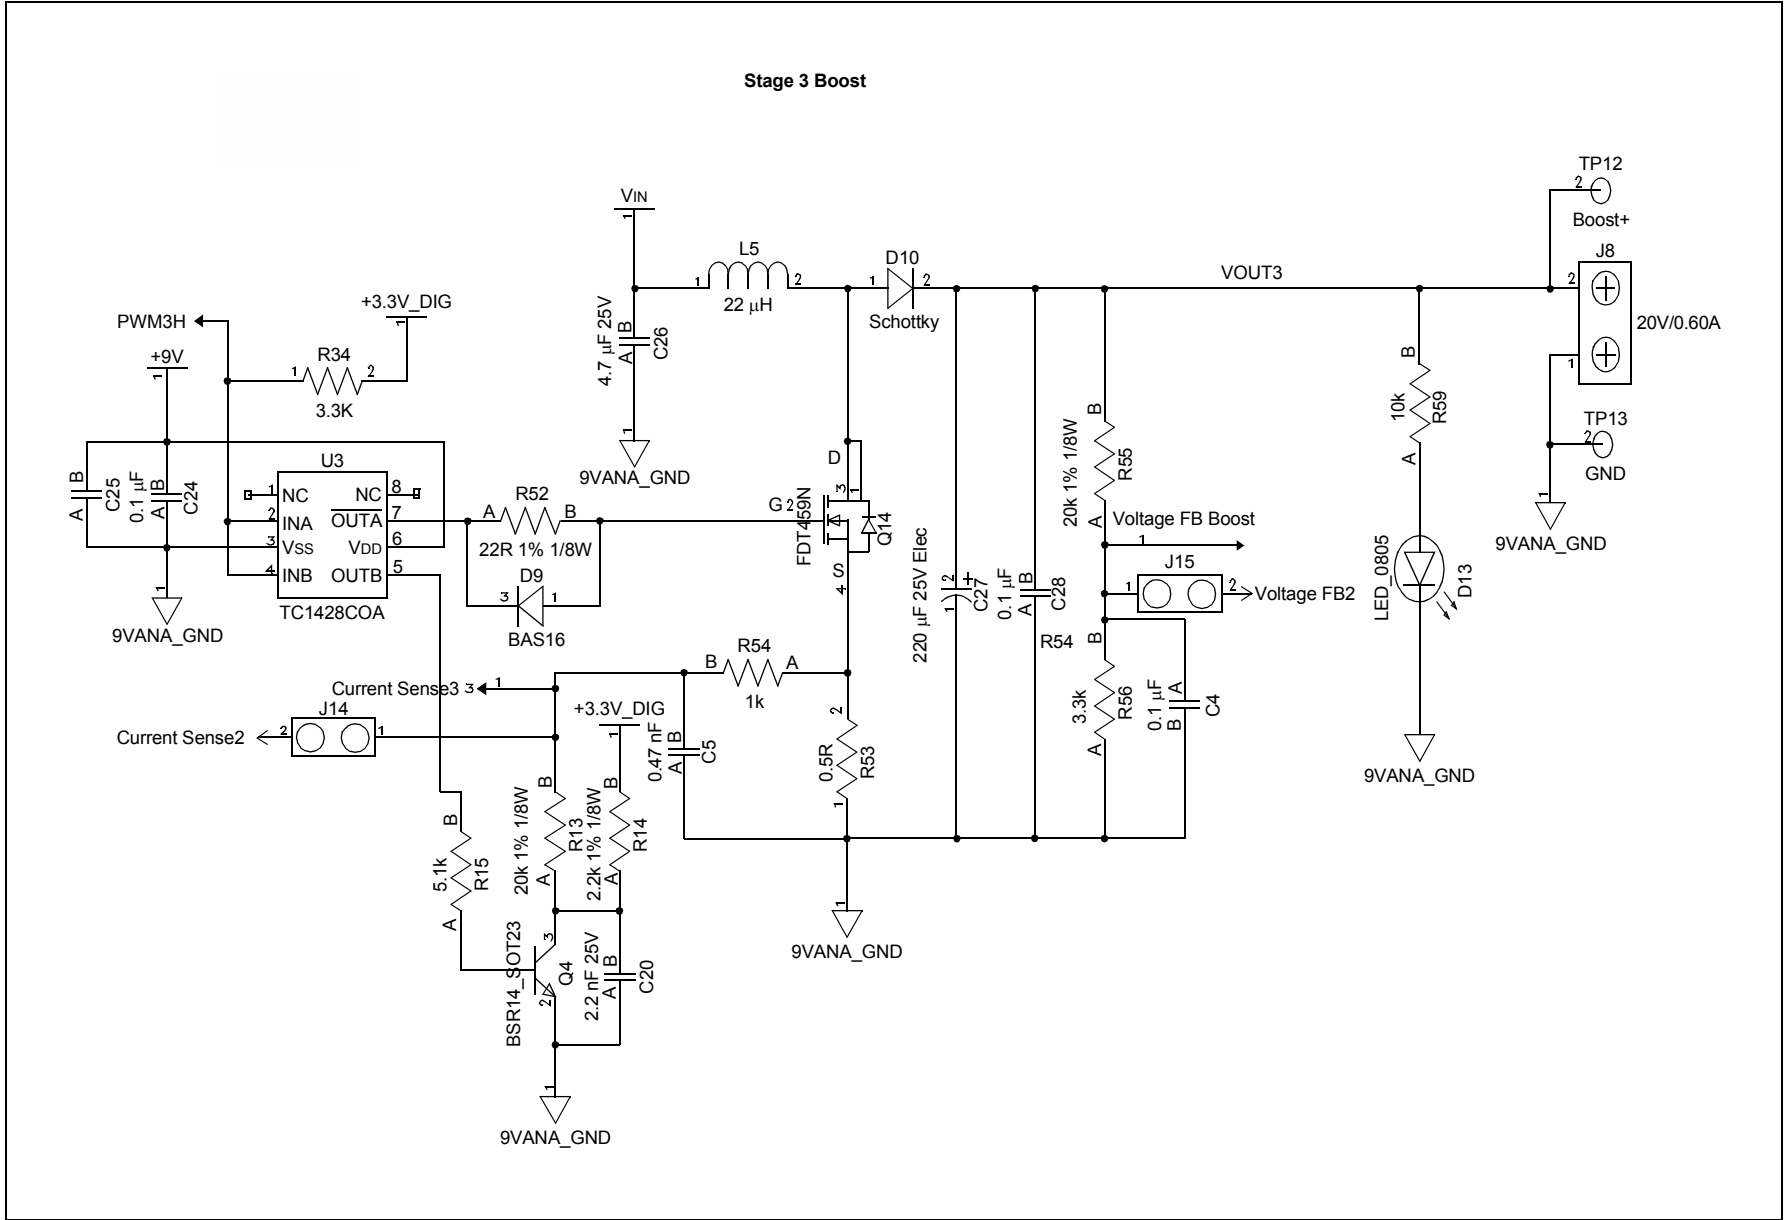 Stage 3 Boost
TP12
2
Boost+
J8
2
1
20V/0.60A
TP13
2
GND
1
9VANA_GND
VIN
1
L5
1
2
22 µH
D10
1
2
Schottky
VOUT3
4.7 µF 25V
B
A
C26
1
9VANA_GND
PWM3H
+3.3V_DIG
1
R34
1
2
3.3K
+9V
1
B
A
C25
0.1 µF
B
A
C24
1
9VANA_GND
U3
1
NC
NC
8
2
INA
OUTA
7
3
VSS
VDD
6
4
INB
OUTB
5
TC1428COA
R52
A
B
22R 1% 1/8W
D9
3
1
BAS16
D
3
1
G
2
FDT459N
Q14
S
4
220 µF 25V Elec
2
+
1
C27
0.1 µF
B
A
C28
R54
B
20k 1% 1/8W
R55
A
Voltage FB Boost
1
J15
1
2
Voltage FB2
B
3.3k
R56
A
0.1 µF
A
B
C4
B
10k
R59
A
LED_0805
D13
9VANA_GND
1
R54
B
A
1k
Current Sense3
3
1
J14
Current Sense2
2
1
+3.3V_DIG
1
0.47 nF
B
A
C5
2
0.5R
R53
1
1
9VANA_GND
B
5.1k
R15
A
B
20k 1% 1/8W
R13
A
B
2.2k 1% 1/8W
R14
A
BSR14_SOT23
3
Q4
2
2.2 nF 25V
B
A
C20
1
9VANA_GND